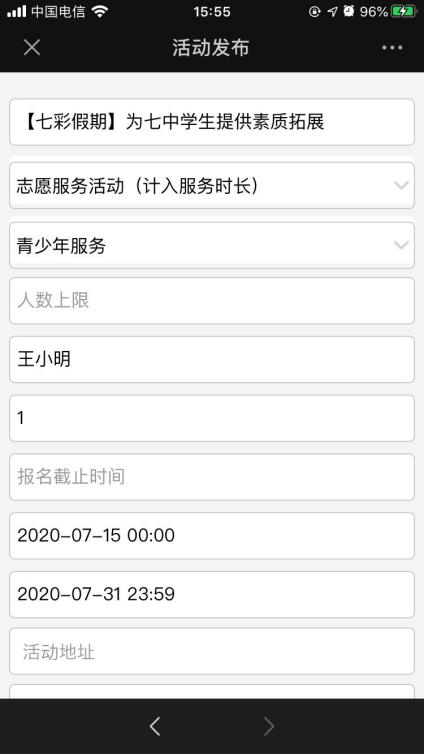 中国电信
15:55
96%
活动发布
【七彩假期】为七中学生提供素质拓展
志愿服务活动（计入服务时长）
青少年服务
人数上限
王小明
1
报名截止时间
2020-07-15 00:00
2020-07-31 23:59
活动地址